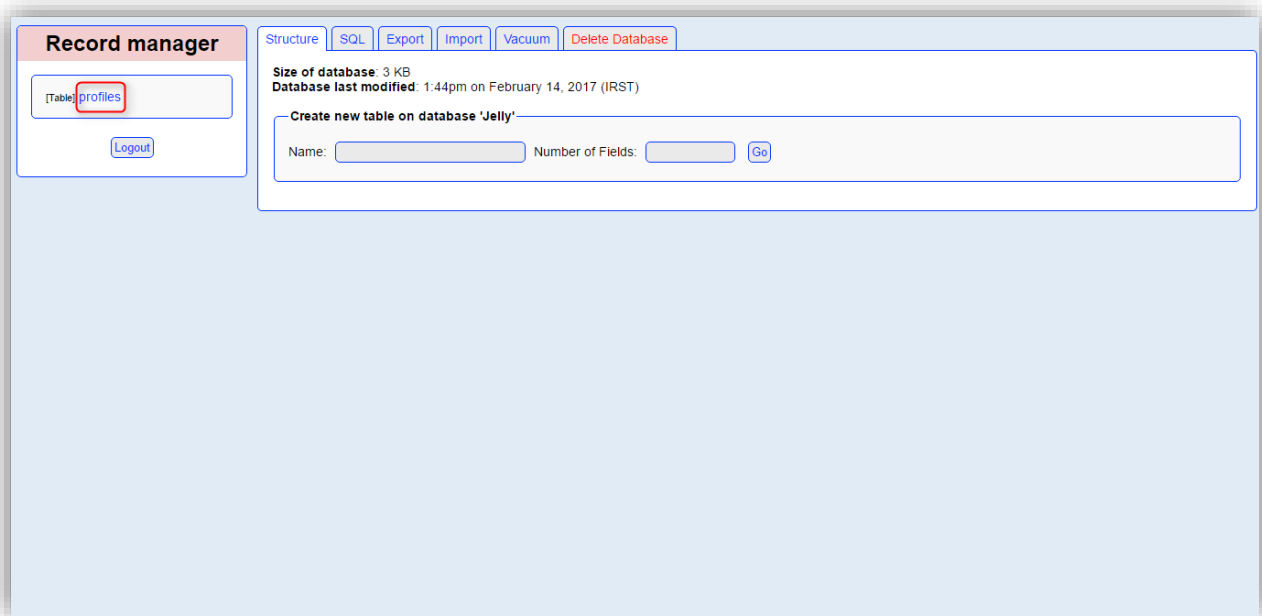 Record manager
[Table] profiles
Logout
Structure SQL Export Import Vacuum Delete Database
Size of database: 3 KB
Database last modified: 1:44pm on February 14, 2017 (IRST)
Create new table on database 'Jelly'
Name: Number of Fields: Go